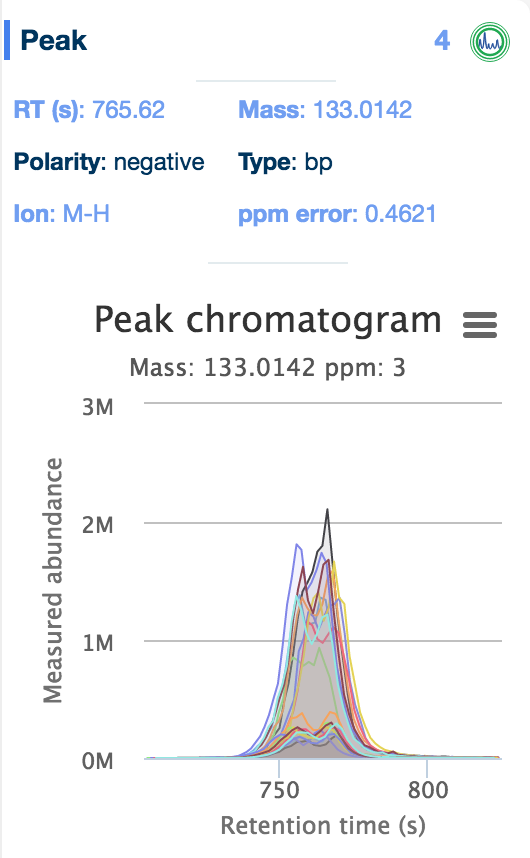 Peak 4
RT (s): 765.62 Mass: 133.0142
Polarity: negative Type: bp
Ion: M-H ppm error: 0.4621
Peak chromatogram
Mass: 133.0142 ppm: 3
3M
2M
1M
0M
Measured abundance
750 800
Retention time (s)